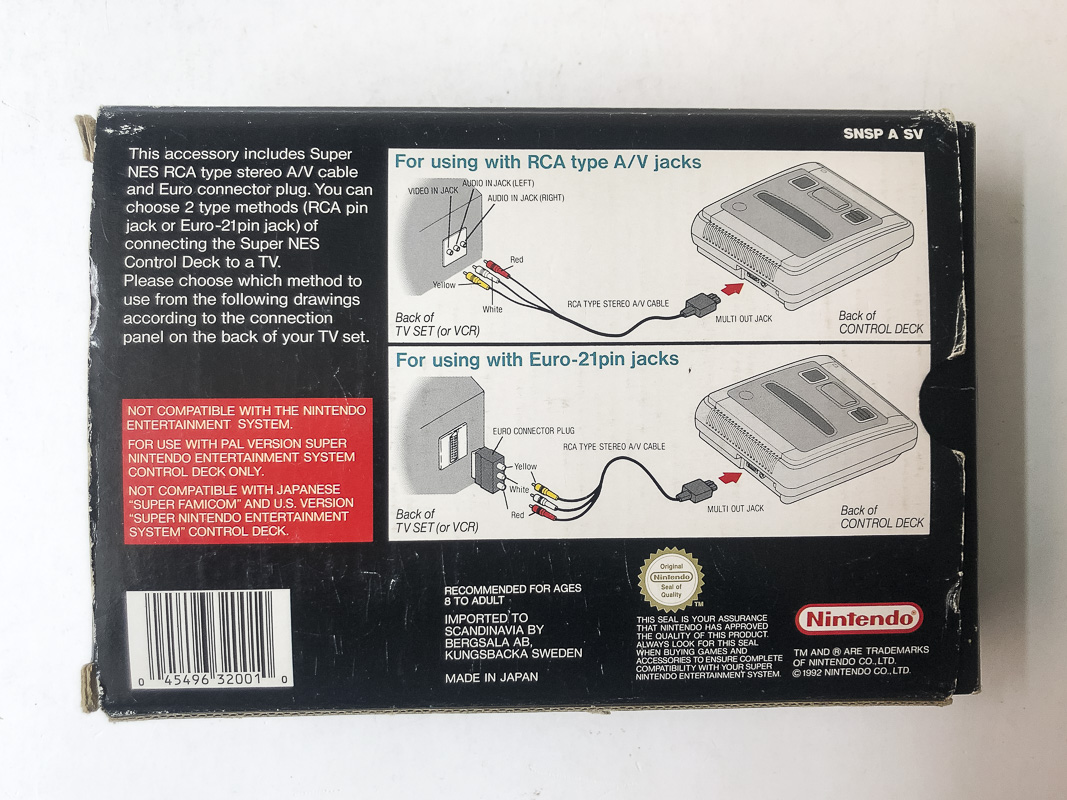 SNSP A SV
This accessory includes Super
NES RCA type stereo A/V cable
and Euro connector plug. You can
choose 2 type methods (RCA pin
jack or Euro-21pin jack) of
connecting the Super NES
Control Deck to a TV.
Please choose which method to
use from the following drawings
according to the connection
panel on the back of your TV set.
NOT COMPATIBLE WITH THE NINTENDO
ENTERTAINMENT SYSTEM.
FOR USE WITH PAL VERSION SUPER
NINTENDO ENTERTAINMENT SYSTEM
CONTROL DECK ONLY.
NOT COMPATIBLE WITH JAPANESE
“SUPER FAMICOM” AND U.S. VERSION
“SUPER NINTENDO ENTERTAINMENT
SYSTEM” CONTROL DECK.
For using with RCA type A/V jacks
AUDIO IN JACK (LEFT)
VIDEO IN JACK
AUDIO IN JACK (RIGHT)
Red
Yellow
White
RCA TYPE STEREO A/V CABLE
MULTI OUT JACK
Back of
TV SET (or VCR)
Back of
CONTROL DECK
For using with Euro-21pin jacks
EURO CONNECTOR PLUG
RCA TYPE STEREO A/V CABLE
Yellow
White
Red
MULTI OUT JACK
Back of
TV SET (or VCR)
Back of
CONTROL DECK
0 45496 32001 0
RECOMMENDED FOR AGES
8 TO ADULT
IMPORTED TO
SCANDINAVIA BY
BERGSALA AB,
KUNGSBACKA SWEDEN
MADE IN JAPAN
Original
Nintendo
Seal of
Quality
TM
THIS SEAL IS YOUR ASSURANCE
THAT NINTENDO HAS APPROVED
THE QUALITY OF THIS PRODUCT.
ALWAYS LOOK FOR THIS SEAL
WHEN BUYING GAMES AND
ACCESSORIES TO ENSURE COMPLETE
COMPATIBILITY WITH YOUR SUPER
NINTENDO ENTERTAINMENT SYSTEM.
Nintendo®
TM AND ® ARE TRADEMARKS
OF NINTENDO CO.,LTD.
© 1992 NINTENDO CO.,LTD.